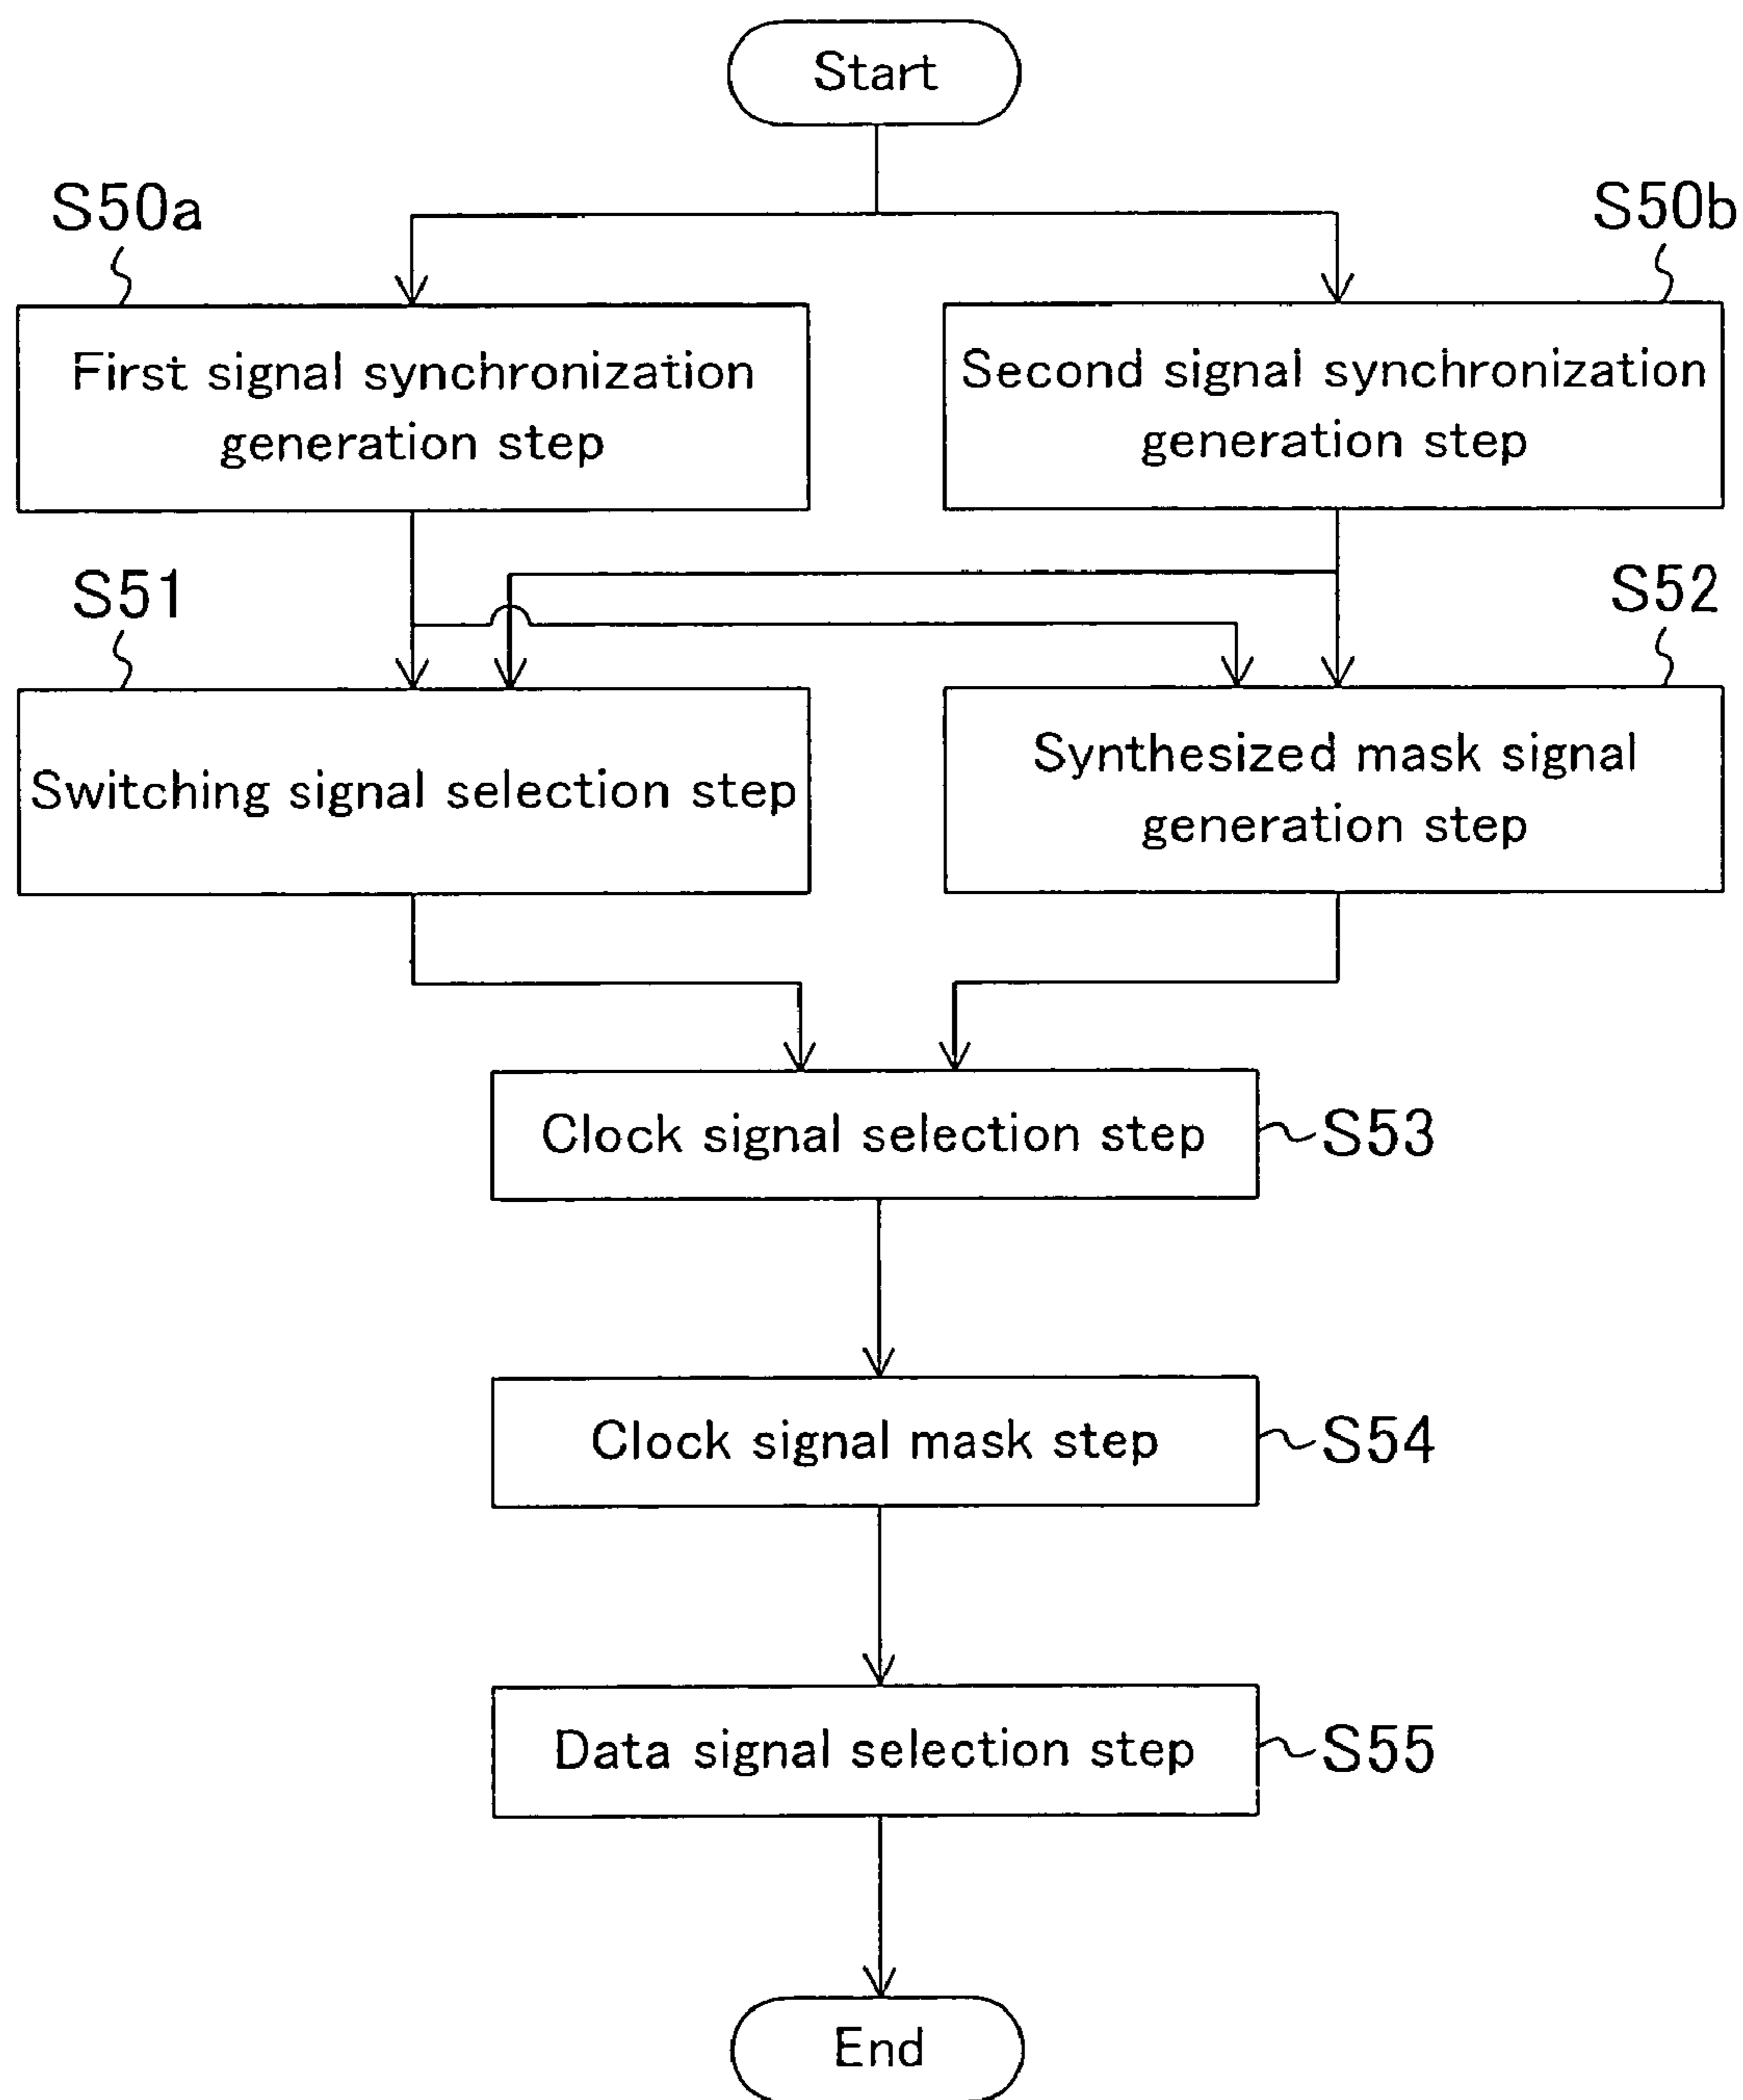 Start
S50a
S50b
First signal synchronization
generation step
Second signal synchronization
generation step
S51
S52
Switching signal selection step
Synthesized mask signal
generation step
Clock signal selection step
S53
Clock signal mask step
S54
Data signal selection step
S55
End